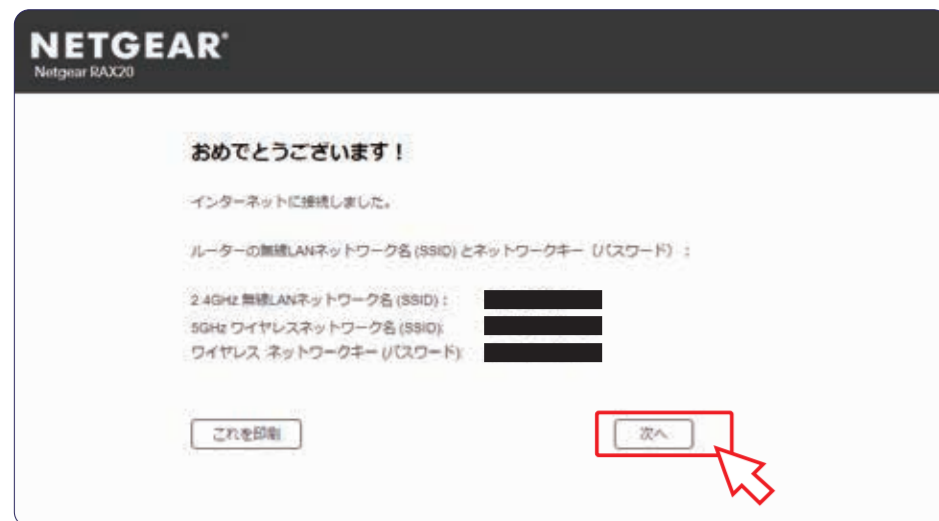 NETGEAR®
Netgear RAX20
おめでとうございます！
インターネットに接続しました。
ルーターの無線LANネットワーク名 (SSID) とネットワークキー（パスワード）：
2.4GHz 無線LANネットワーク名 (SSID)：
5GHz ワイヤレスネットワーク名 (SSID):
ワイヤレス ネットワークキー (パスワード):
これを印刷
次へ